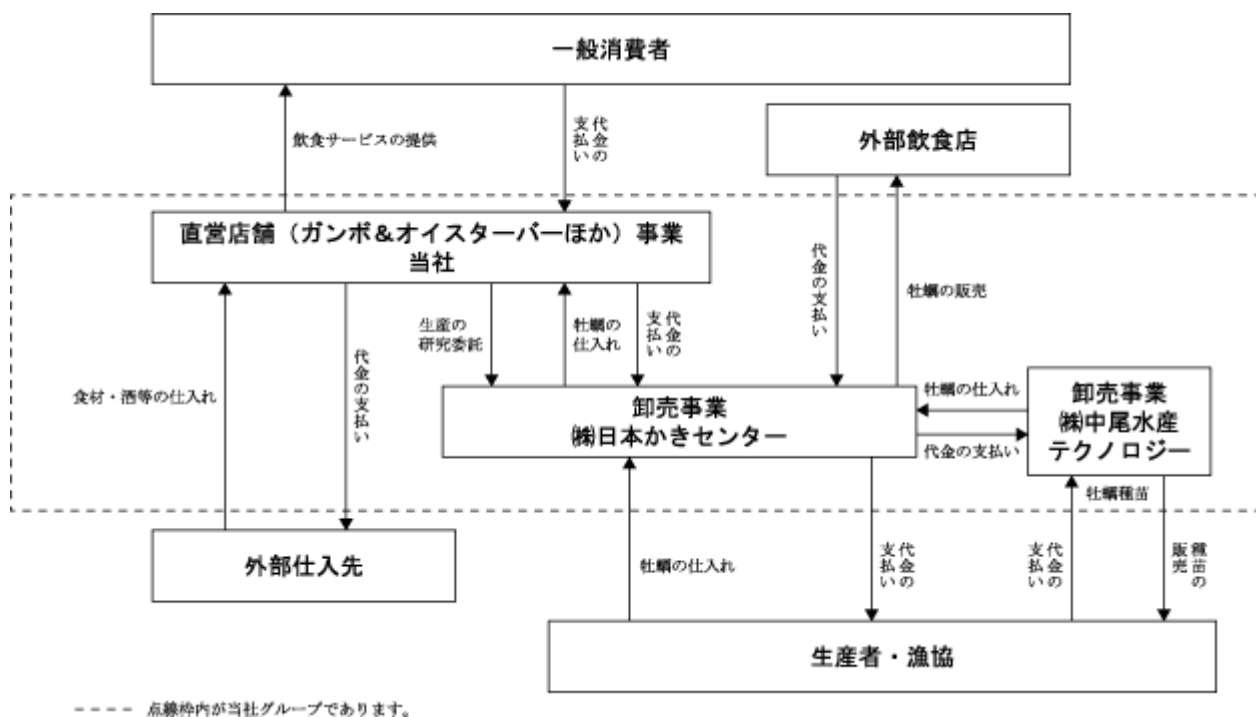 一般消費者
飲食サービスの提供
代金の
支払い
外部飲食店
直営店舗（ガンボ&オイスターバーほか）事業
当社
代金の支払い
牡蠣の販売
生産の
研究委託
牡蠣の
仕入れ
代金の
支払い
食材・酒等の仕入れ
代金の支払い
卸売事業
㈱日本かきセンター
牡蠣の仕入れ
代金の支払い
卸売事業
㈱中尾水産
テクノロジー
牡蠣種苗
外部仕入先
牡蠣の仕入れ
代金の
支払い
代金の
支払い
種苗の
販売
生産者・漁協
---- 点線枠内が当社グループであります。